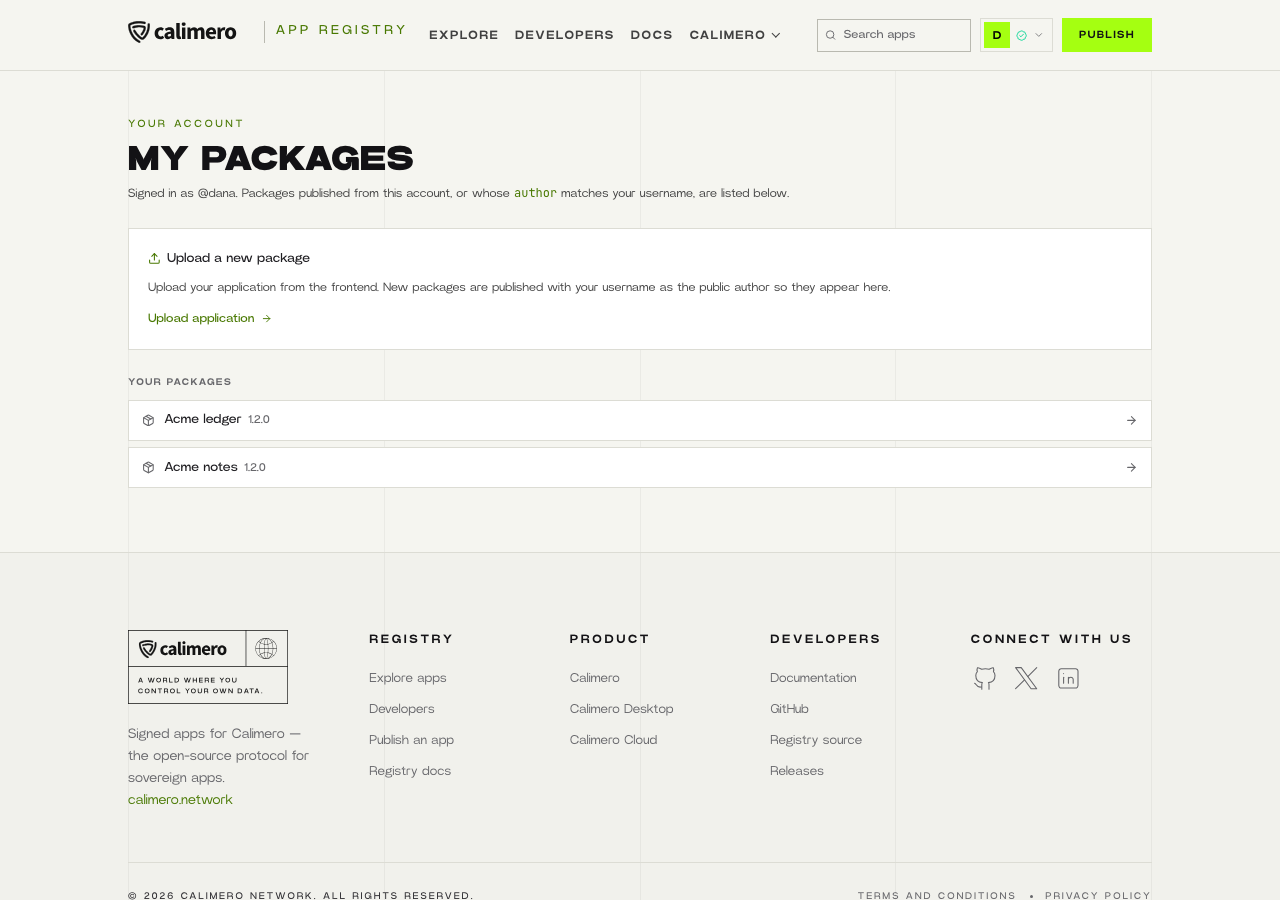 calimero
APP REGISTRY
EXPLORE
DEVELOPERS
DOCS
CALIMERO
Search apps
D
PUBLISH
YOUR ACCOUNT
MY PACKAGES
Signed in as @dana. Packages published from this account, or whose author matches your username, are listed below.
Upload a new package
Upload your application from the frontend. New packages are published with your username as the public author so they appear here.
Upload application
YOUR PACKAGES
Acme ledger 1.2.0
Acme notes 1.2.0
calimero
A WORLD WHERE YOU
CONTROL YOUR OWN DATA.
Signed apps for Calimero —
the open-source protocol for
sovereign apps.
calimero.network
REGISTRY
Explore apps
Developers
Publish an app
Registry docs
PRODUCT
Calimero
Calimero Desktop
Calimero Cloud
DEVELOPERS
Documentation
GitHub
Registry source
Releases
CONNECT WITH US
© 2026 CALIMERO NETWORK. ALL RIGHTS RESERVED.
TERMS AND CONDITIONS • PRIVACY POLICY